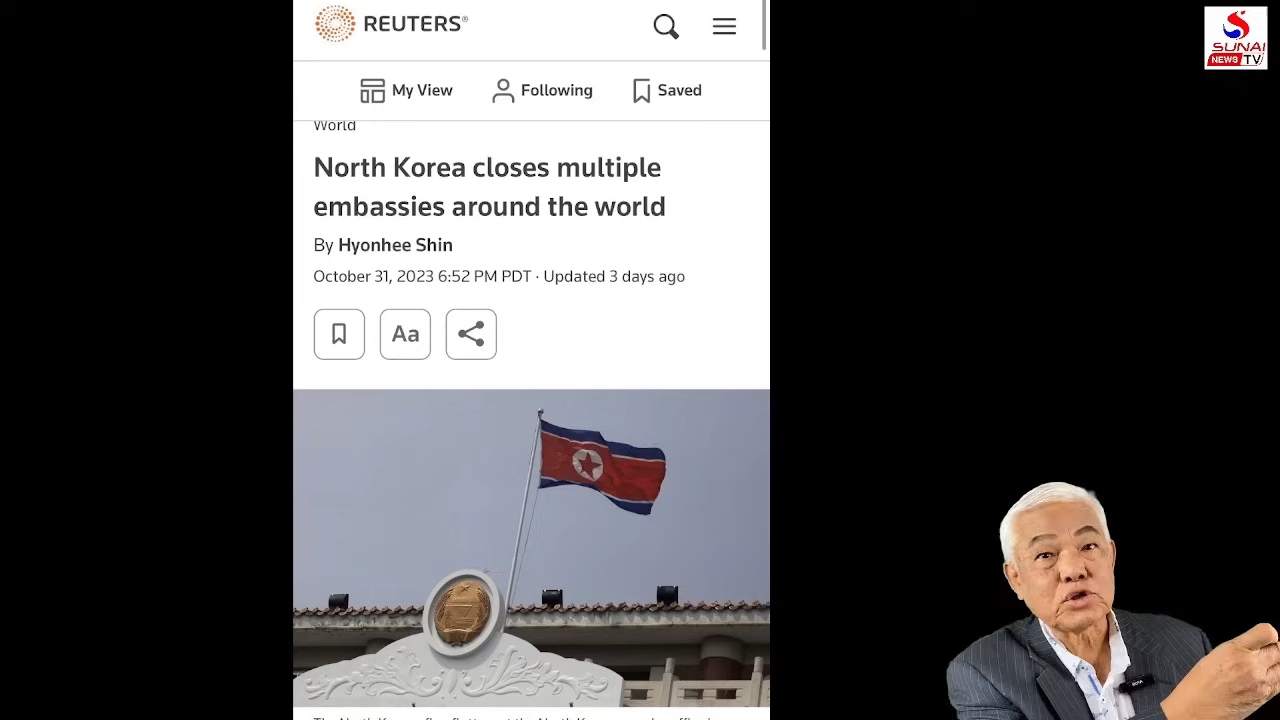 REUTERS®
SUNAI
NEWS TV
My View
Following
Saved
World
North Korea closes multiple
embassies around the world
By Hyonhee Shin
October 31, 2023 6:52 PM PDT · Updated 3 days ago
Aa